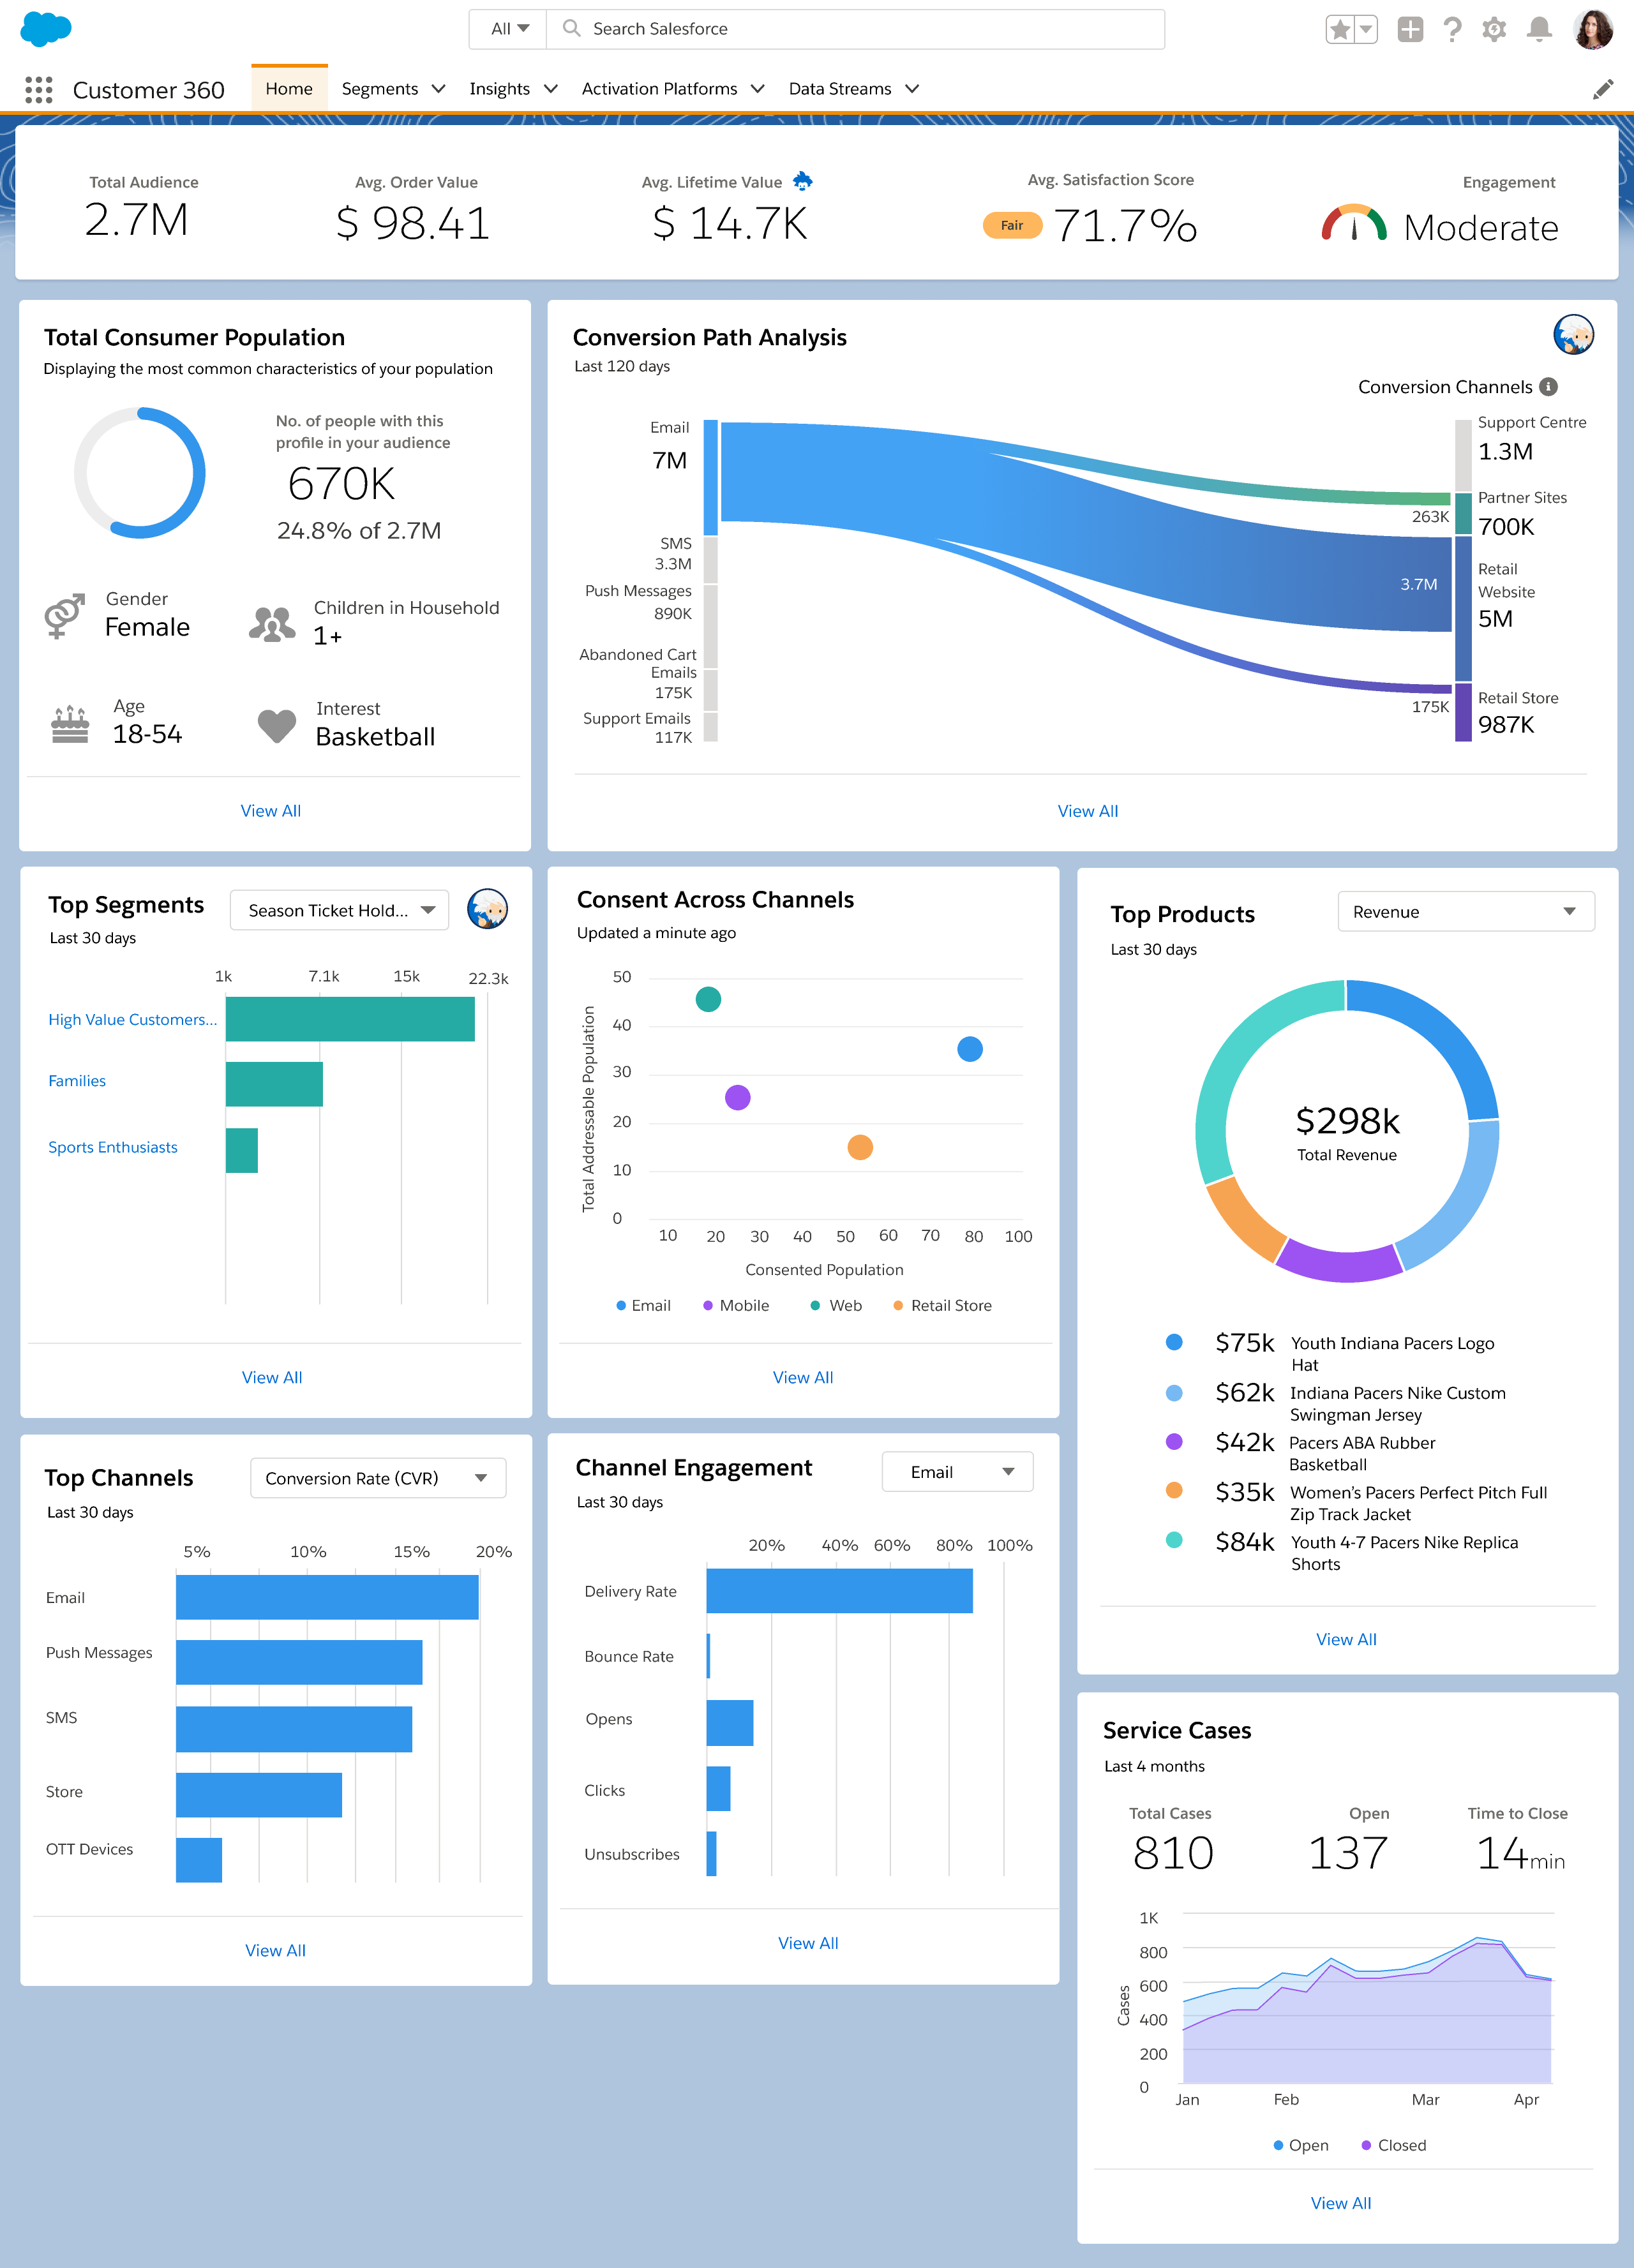 All
Search Salesforce
Customer 360
Home
Segments
Insights
Activation Platforms
Data Streams
Total Audience
2.7M
Avg. Order Value
$ 98.41
Avg. Lifetime Value
$ 14.7K
Avg. Satisfaction Score
Fair
71.7%
Engagement
Moderate
Total Consumer Population
Displaying the most common characteristics of your population
No. of people with this
profile in your audience
670K
24.8% of 2.7M
Gender
Female
Children in Household
1+
Age
18-54
Interest
Basketball
View All
Conversion Path Analysis
Last 120 days
Conversion Channels
Email
7M
SMS
3.3M
Push Messages
890K
Abandoned Cart
Emails
175K
Support Emails
117K
263K
3.7M
175K
Support Centre
1.3M
Partner Sites
700K
Retail
Website
5M
Retail Store
987K
View All
Top Segments
Season Ticket Hold...
Last 30 days
1k 7.1k 15k 22.3k
High Value Customers...
Families
Sports Enthusiasts
View All
Consent Across Channels
Updated a minute ago
Total Addressable Population
50
40
30
20
10
0
10 20 30 40 50 60 70 80 100
Consented Population
Email Mobile Web Retail Store
View All
Top Products
Revenue
Last 30 days
$298k
Total Revenue
$75k Youth Indiana Pacers Logo
Hat
$62k Indiana Pacers Nike Custom
Swingman Jersey
$42k Pacers ABA Rubber
Basketball
$35k Women's Pacers Perfect Pitch Full
Zip Track Jacket
$84k Youth 4-7 Pacers Nike Replica
Shorts
View All
Top Channels
Conversion Rate (CVR)
Last 30 days
5% 10% 15% 20%
Email
Push Messages
SMS
Store
OTT Devices
View All
Channel Engagement
Email
Last 30 days
20% 40% 60% 80% 100%
Delivery Rate
Bounce Rate
Opens
Clicks
Unsubscribes
View All
Service Cases
Last 4 months
Total Cases
810
Open
137
Time to Close
14min
Cases
1K
800
600
400
200
0
Jan Feb Mar Apr
Open Closed
View All